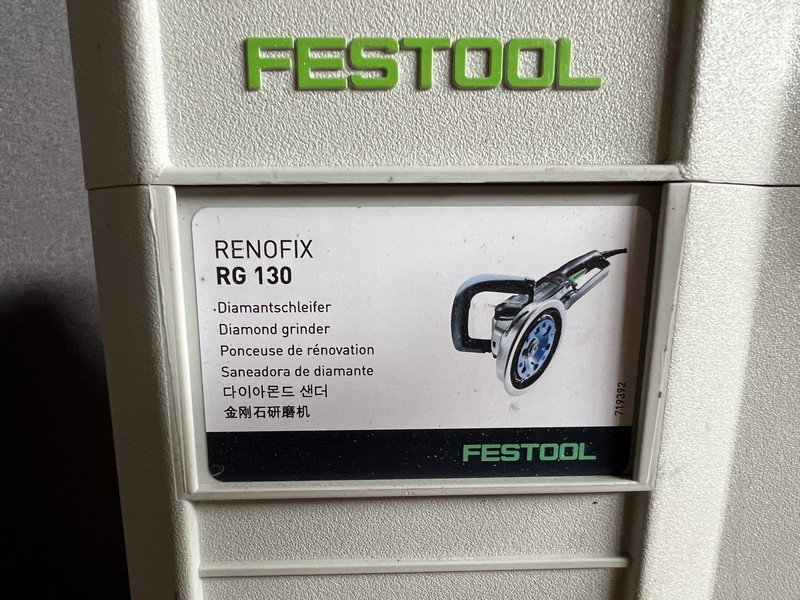 FESTOOL
RENOFIX
RG 130
Diamantschleifer
Diamond grinder
Ponceuse de rénovation
Saneadora de diamante
다이아몬드 샌더
金刚石研磨机
719392
FESTOOL